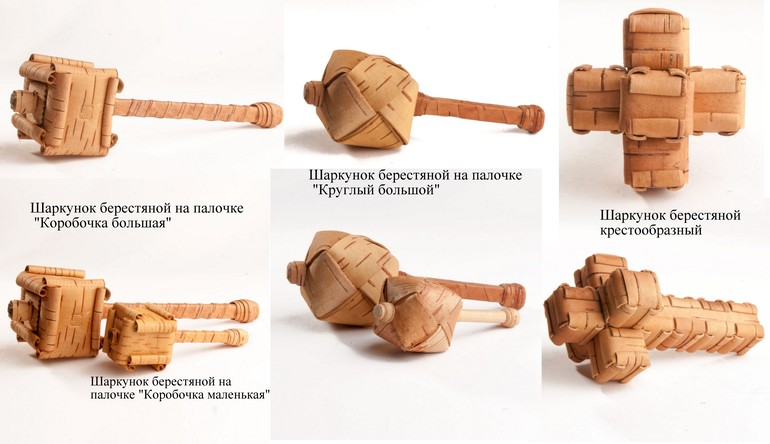 Шаркунок берестяной на палочке
"Круглый большой"
Шаркунок берестяной на палочке
"Коробочка большая"
Шаркунок берестяной
крестообразный
Шаркунок берестяной на
палочке "Коробочка маленькая"